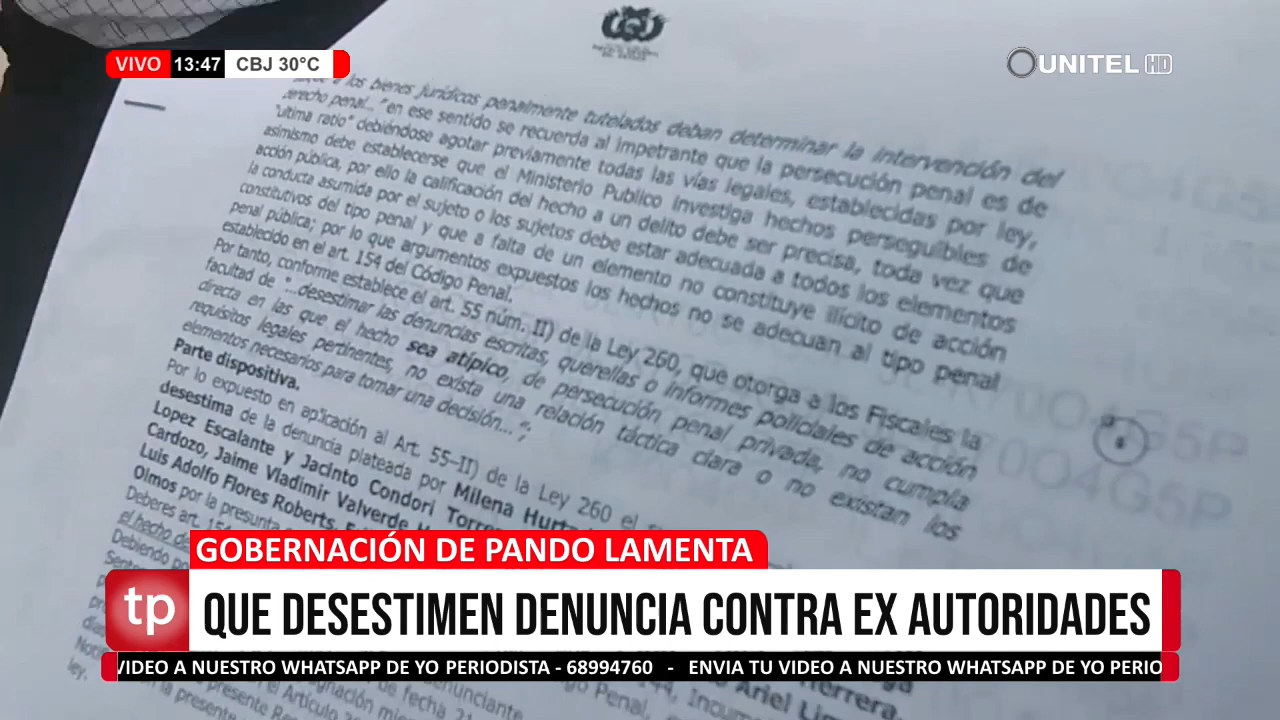 VIVO 13:47 CBJ 30°C
UNITEL HD
los bienes jurídicos penalmente tutelados deban determinar la intervención del
derecho penal..." en ese sentido se recuerda al impetrante que la persecución penal es de
"ultima ratio" debiéndose agotar previamente todas las vías legales, establecidas por ley,
asimismo debe establecerse que el Ministerio Publico investiga hechos perseguibles de
acción pública, por ello la calificación del hecho a un delito debe ser precisa, toda vez que
la conducta asumida por el sujeto o los sujetos debe estar adecuada a todos los elementos
constitutivos del tipo penal y que a falta de un elemento no constituye ilícito de acción
penal pública; por lo que argumentos expuestos los hechos no se adecuan al tipo penal
establecido en el art. 154 del Código Penal.
Por tanto, conforme establece el art. 55 núm. II) de la Ley 260, que otorga a los Fiscales la
facultad de "...desestimar las denuncias escritas, querellas o informes policiales de acción
directa en las que el hecho sea atípico, de persecución penal privada, no cumpla
requisitos legales pertinentes, no exista una relación táctica clara o no existan los
elementos necesarios para tomar una decisión...";
Parte dispositiva.
Por lo expuesto en aplicación al Art. 55-II) de la Ley 260 el
desestima de la denuncia plateada por Milena
Lopez Escalante y Jacinto Condori
Cardozo, Jaime Vladimir Valverde
Luis Adolfo Flores Roberts,
Olmos por la presunta
Deberes art. 154
el hecho
Debiendo
GOBERNACIÓN DE PANDO LAMENTA
tp
QUE DESESTIMEN DENUNCIA CONTRA EX AUTORIDADES
VIDEO A NUESTRO WHATSAPP DE YO PERIODISTA - 68994760 - ENVIA TU VIDEO A NUESTRO WHATSAPP DE YO PERIO